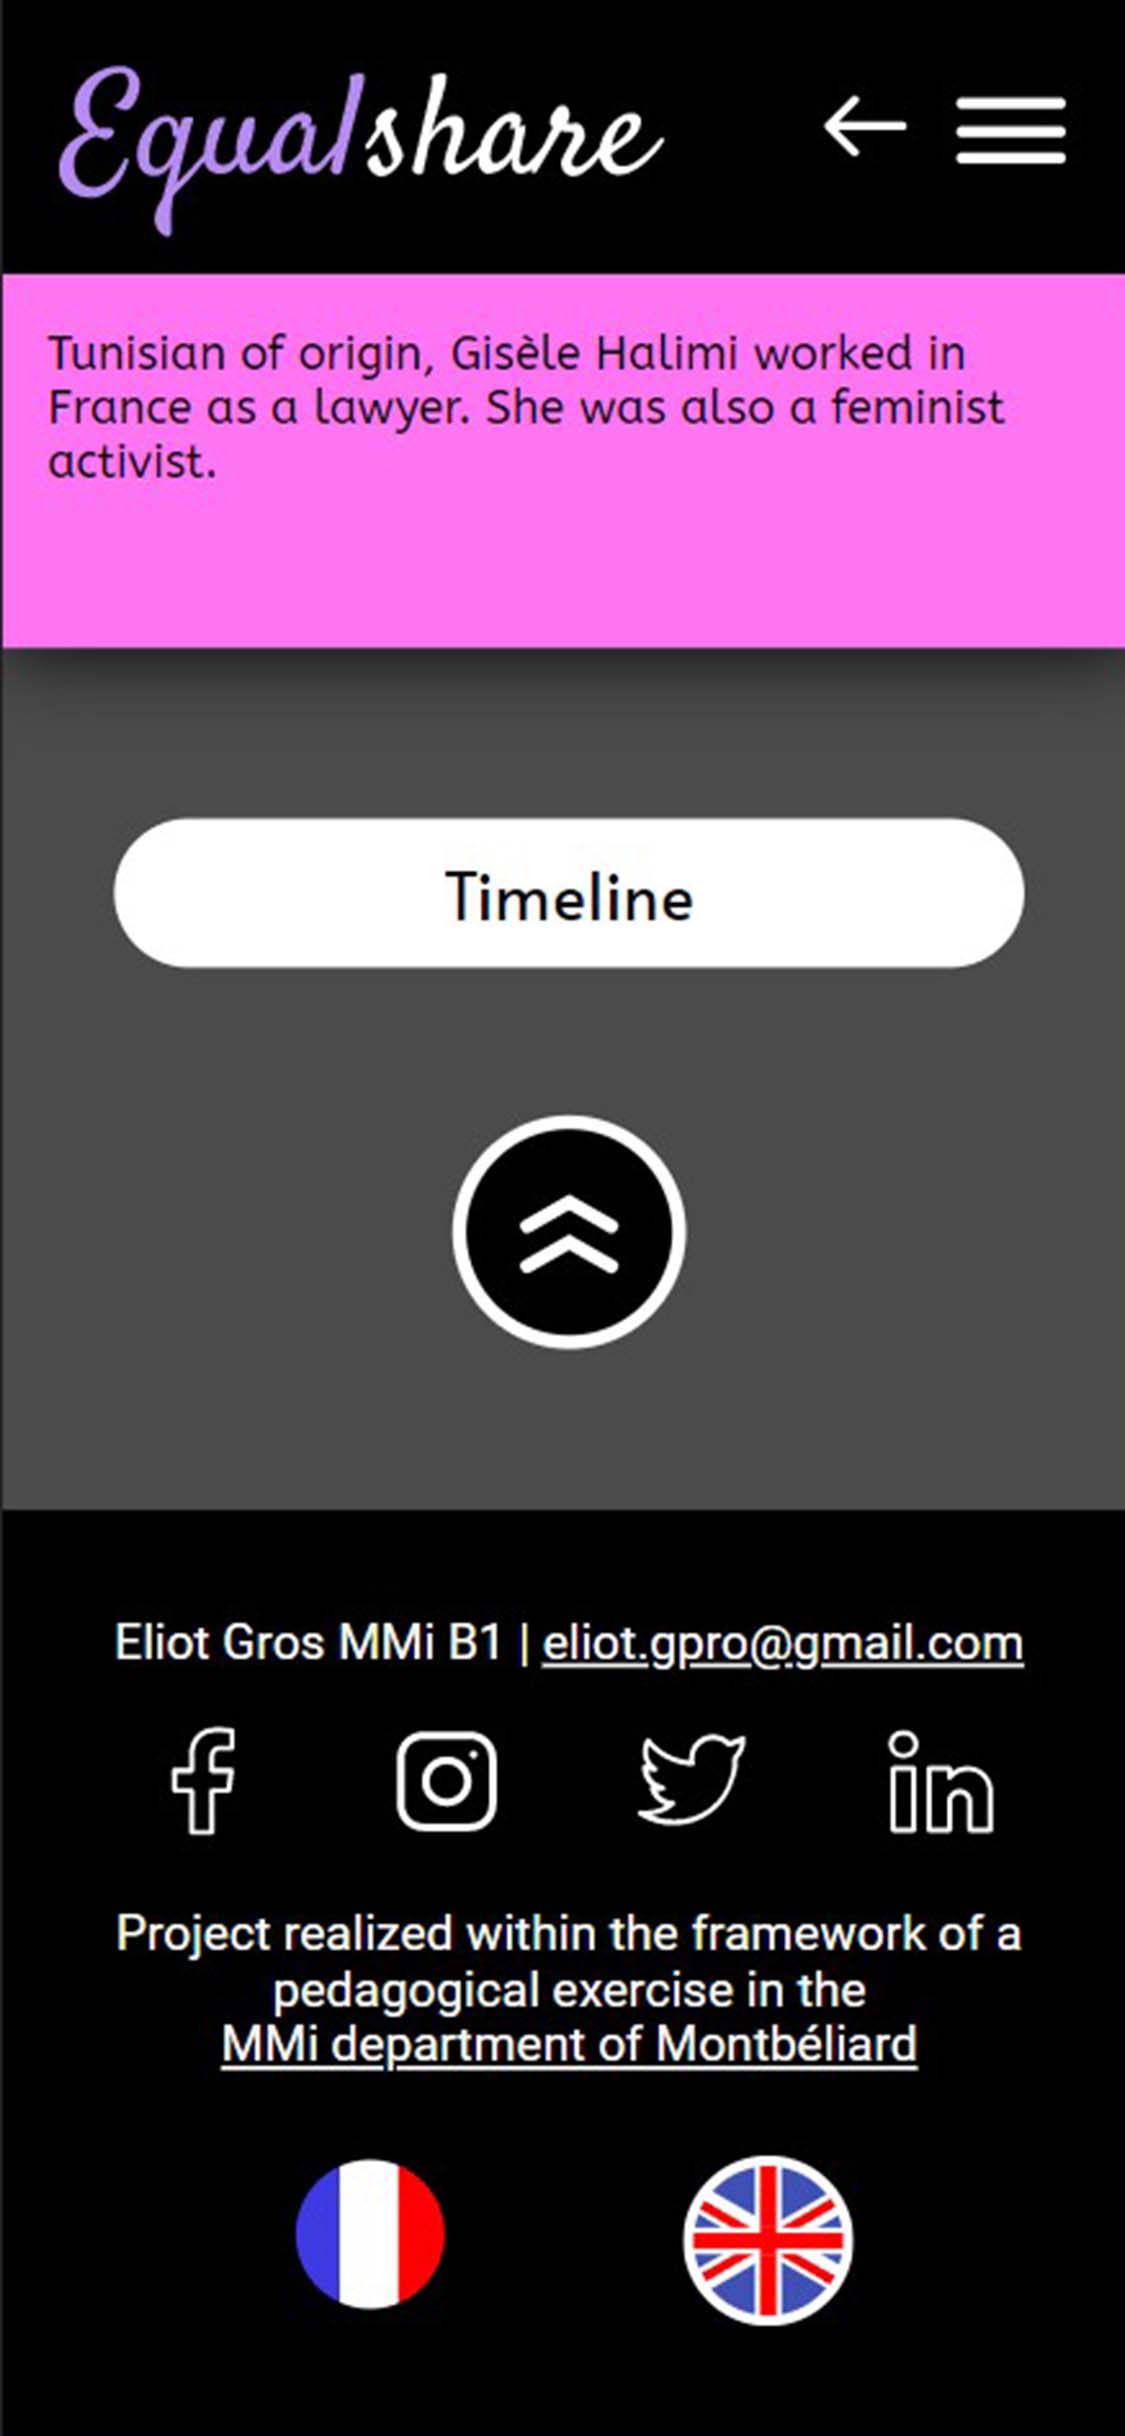 Equalshare
Tunisian of origin, Gisèle Halimi worked in
France as a lawyer. She was also a feminist
activist.
Timeline
Eliot Gros MMi B1 | eliot.gpro@gmail.com
Project realized within the framework of a
pedagogical exercise in the
MMi department of Montbéliard